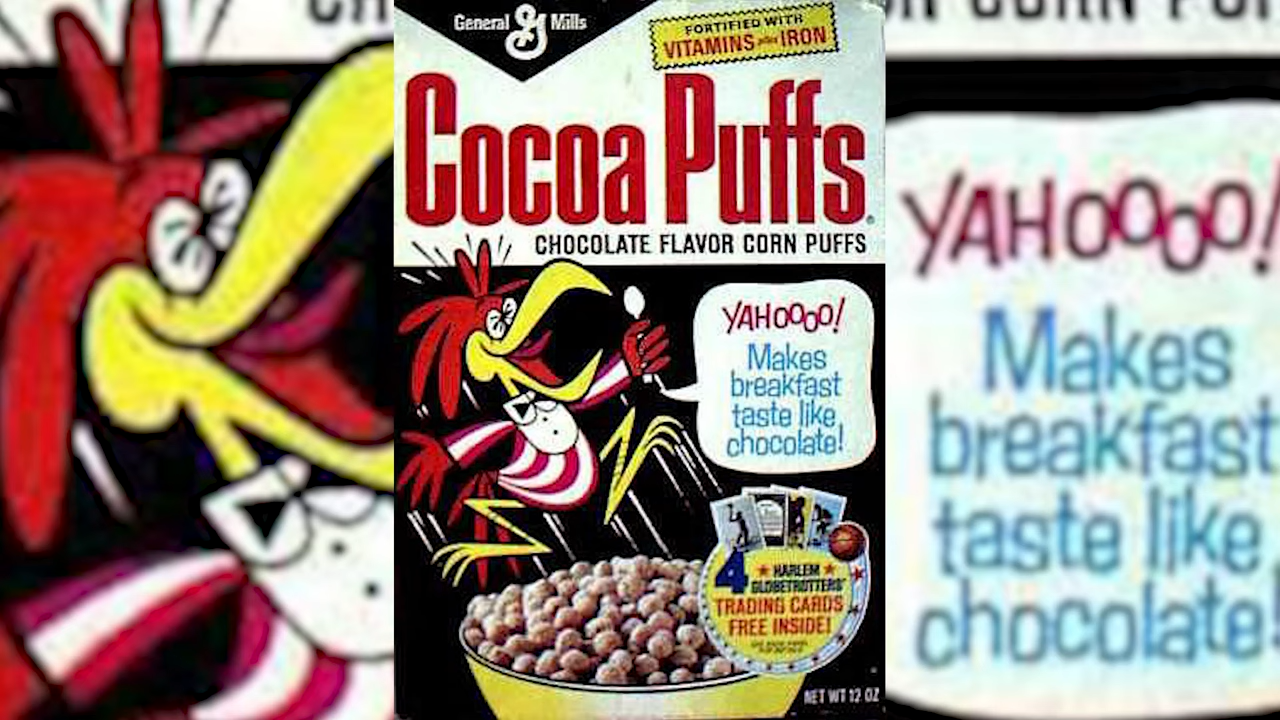 General Mills
FORTIFIED WITH
VITAMINS plus IRON
Cocoa Puffs®
CHOCOLATE FLAVOR CORN PUFFS
YAHOOOO!
Makes
breakfast
taste like
chocolate!
4 HARLEM
GLOBETROTTERS'
TRADING CARDS
FREE INSIDE!
NET WT 12 OZ
YAHOOOO!
Makes
breakfast
taste like
chocolate!